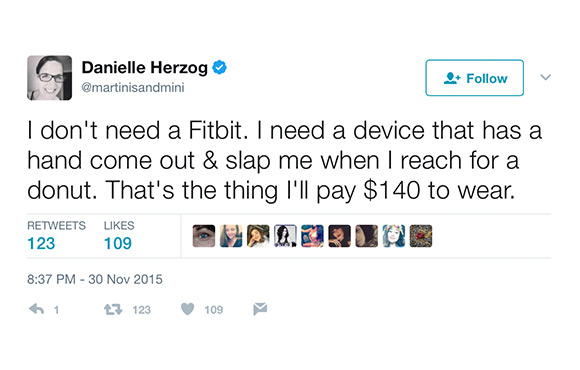 Danielle Herzog
@martinisandmini
Follow
I don't need a Fitbit. I need a device that has a
hand come out & slap me when I reach for a
donut. That's the thing I'll pay $140 to wear.
RETWEETS LIKES
123 109
8:37 PM - 30 Nov 2015
1 123 109